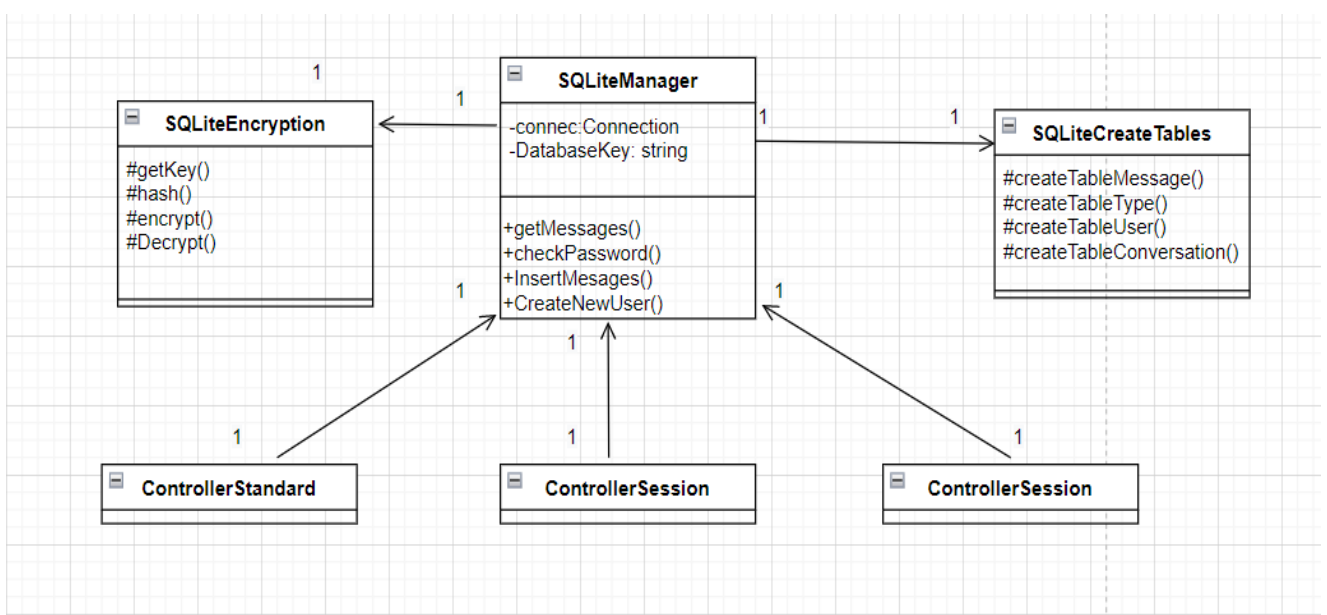 1
SQLiteManager
1
SQLiteEncryption
-connec:Connection
-DatabaseKey: string
1
1
SQLiteCreateTables
#getKey()
#hash()
#encrypt()
#Decrypt()
#createTableMessage()
#createTableType()
#createTableUser()
#createTableConversation()
+getMessages()
+checkPassword()
+InsertMesages()
+CreateNewUser()
1
1
1
1
1
1
ControllerStandard
ControllerSession
ControllerSession